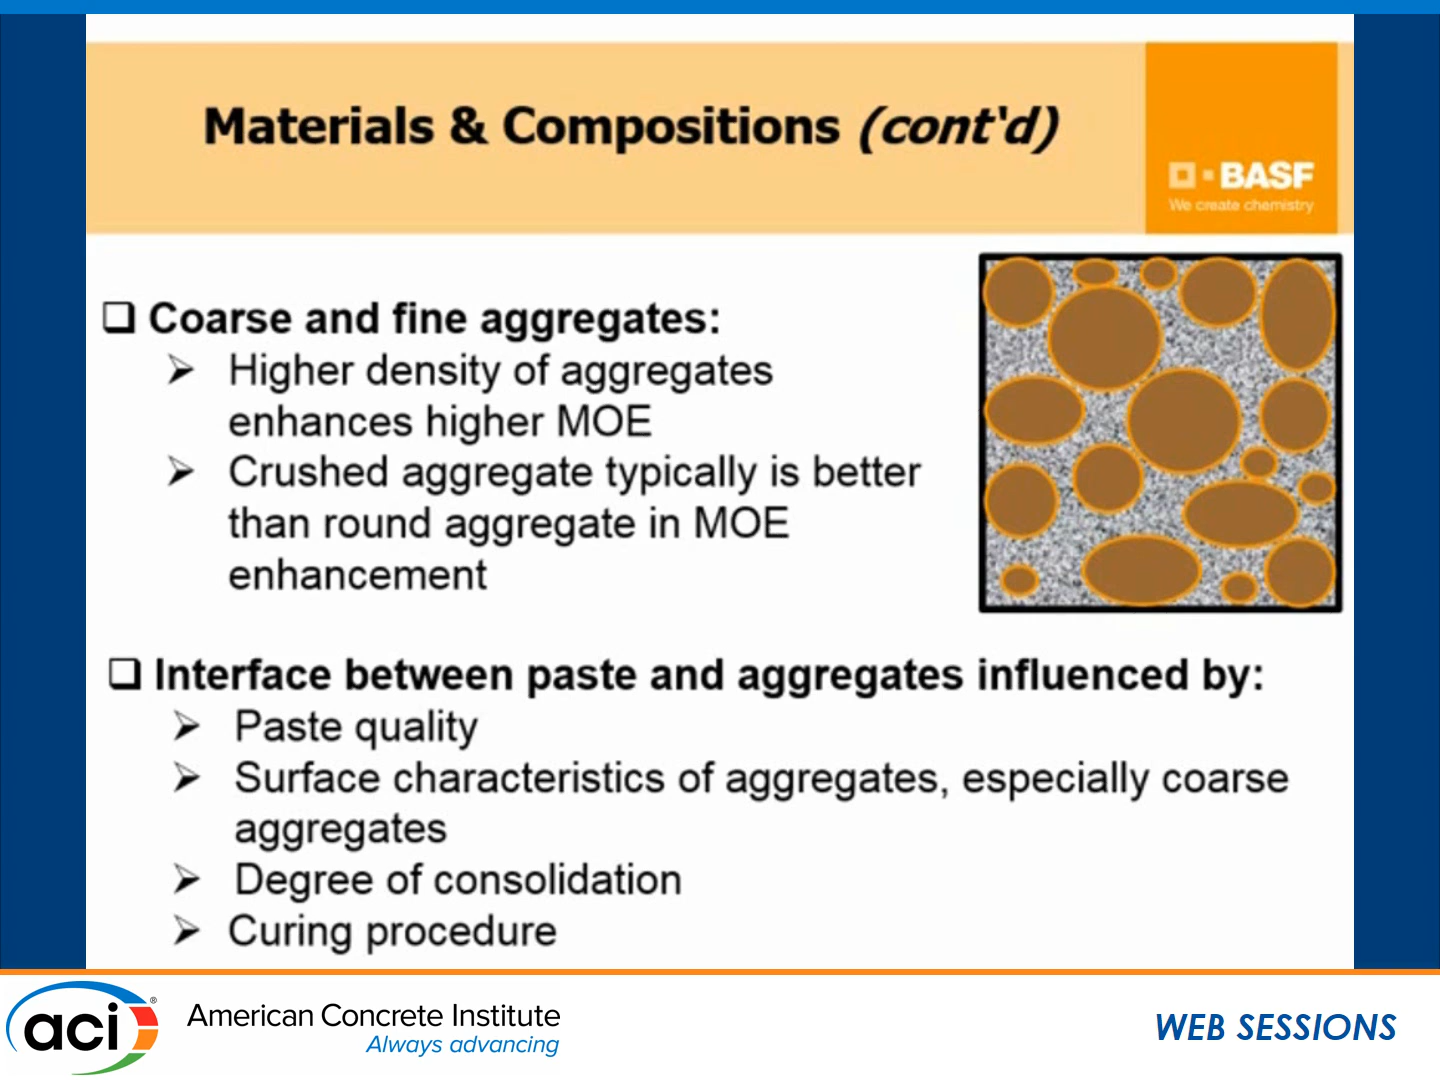 Materials & Compositions (cont'd)
BASF
We create chemistry
Coarse and fine aggregates:
Higher density of aggregates
enhances higher MOE
Crushed aggregate typically is better
than round aggregate in MOE
enhancement
Interface between paste and aggregates influenced by:
Paste quality
Surface characteristics of aggregates, especially coarse
aggregates
Degree of consolidation
Curing procedure
aci®
American Concrete Institute
Always advancing
WEB SESSIONS